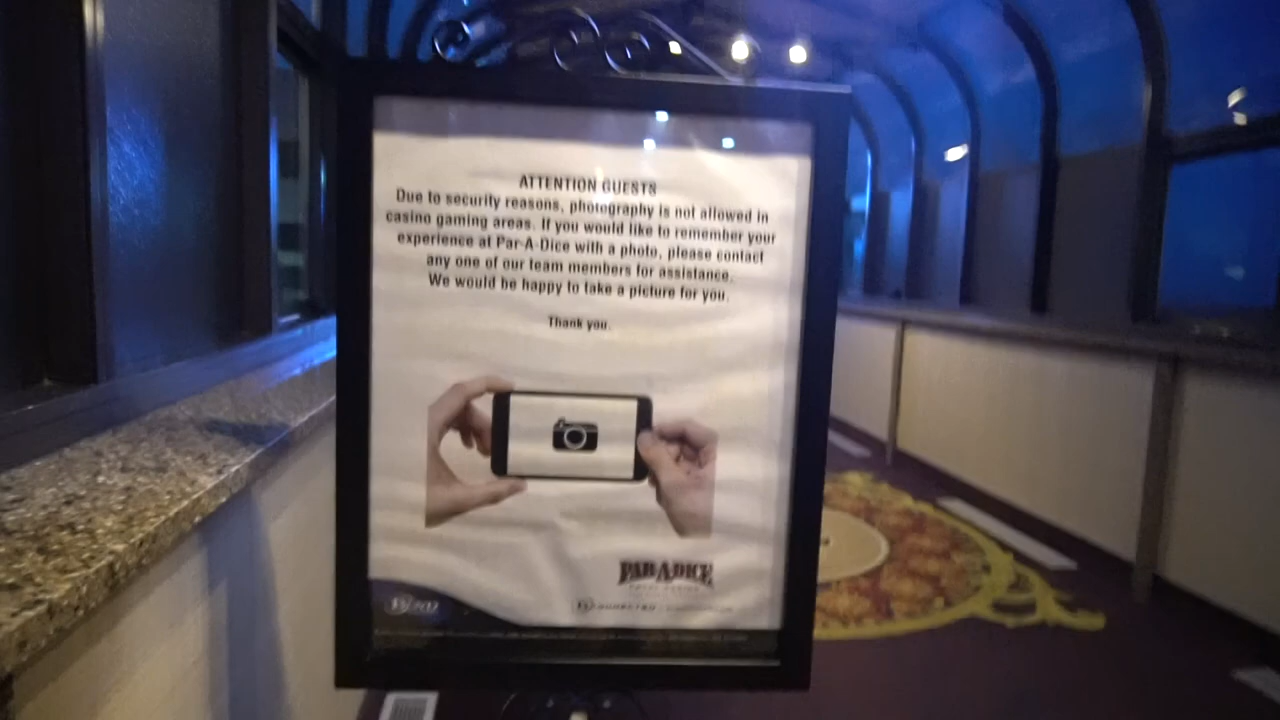 ATTENTION GUESTS
Due to security reasons, photography is not allowed in
casino gaming areas. If you would like to remember your
experience at Par-A-Dice with a photo, please contact
any one of our team members for assistance.
We would be happy to take a picture for you.
Thank you.
PAR-A-DICE